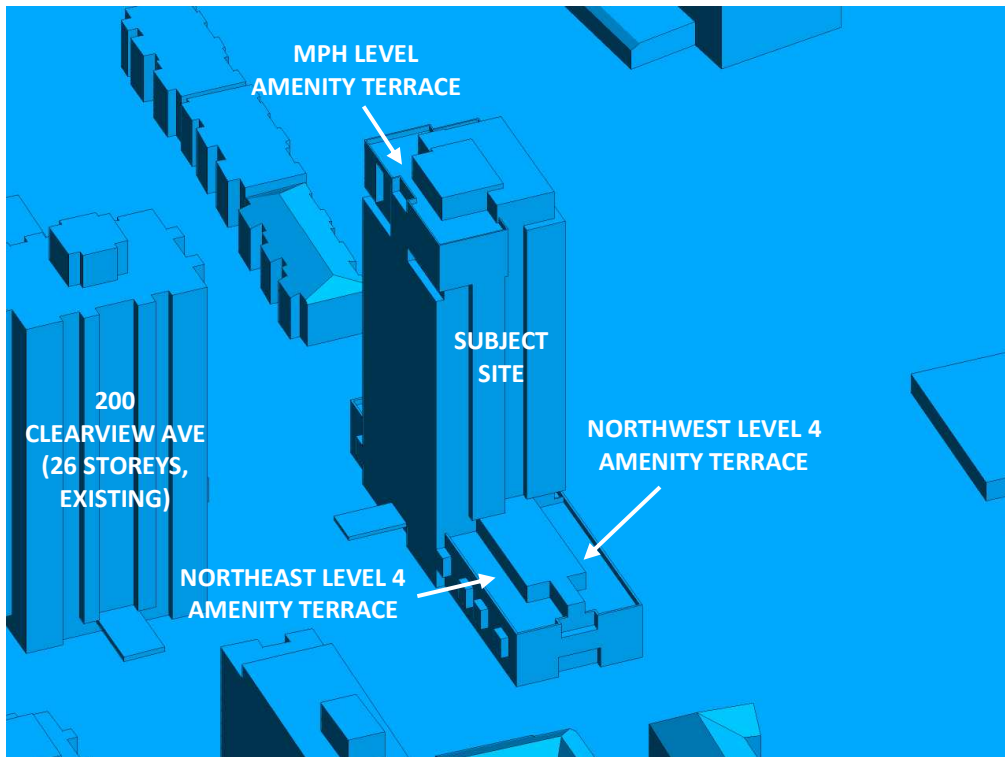 MPH LEVEL
AMENITY TERRACE
SUBJECT
SITE
200
CLEARVIEW AVE
(26 STOREYS,
EXISTING)
NORTHWEST LEVEL 4
AMENITY TERRACE
NORTHEAST LEVEL 4
AMENITY TERRACE